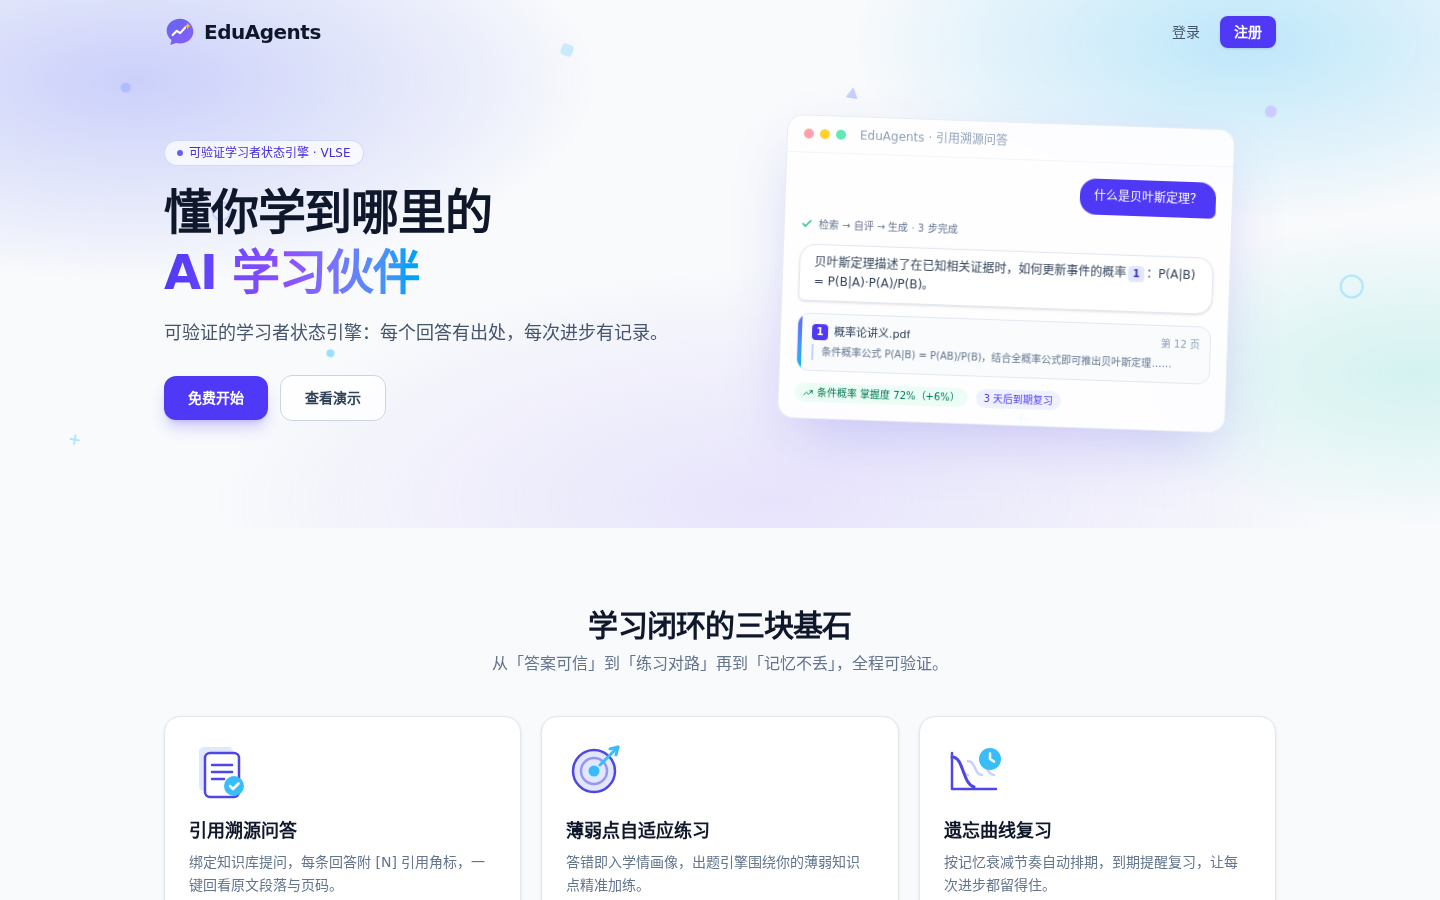 EduAgents
登录
注册
可验证学习者状态引擎 · VLSE
懂你学到哪里的
AI 学习伙伴
可验证的学习者状态引擎：每个回答有出处，每次进步有记录。
免费开始
查看演示
EduAgents · 引用溯源问答
什么是贝叶斯定理？
检索 → 自评 → 生成 · 3 步完成
贝叶斯定理描述了在已知相关证据时，如何更新事件的概率 1 ：P(A|B)
= P(B|A)·P(A)/P(B)。
1 概率论讲义.pdf
第 12 页
条件概率公式 P(A|B) = P(AB)/P(B)，结合全概率公式即可推出贝叶斯定理……
条件概率 掌握度 72%（+6%）
3 天后到期复习
学习闭环的三块基石
从「答案可信」到「练习对路」再到「记忆不丢」，全程可验证。
引用溯源问答
绑定知识库提问，每条回答附 [N] 引用角标，一
键回看原文段落与页码。
薄弱点自适应练习
答错即入学情画像，出题引擎围绕你的薄弱知识
点精准加练。
遗忘曲线复习
按记忆衰减节奏自动排期，到期提醒复习，让每
次进步都留得住。